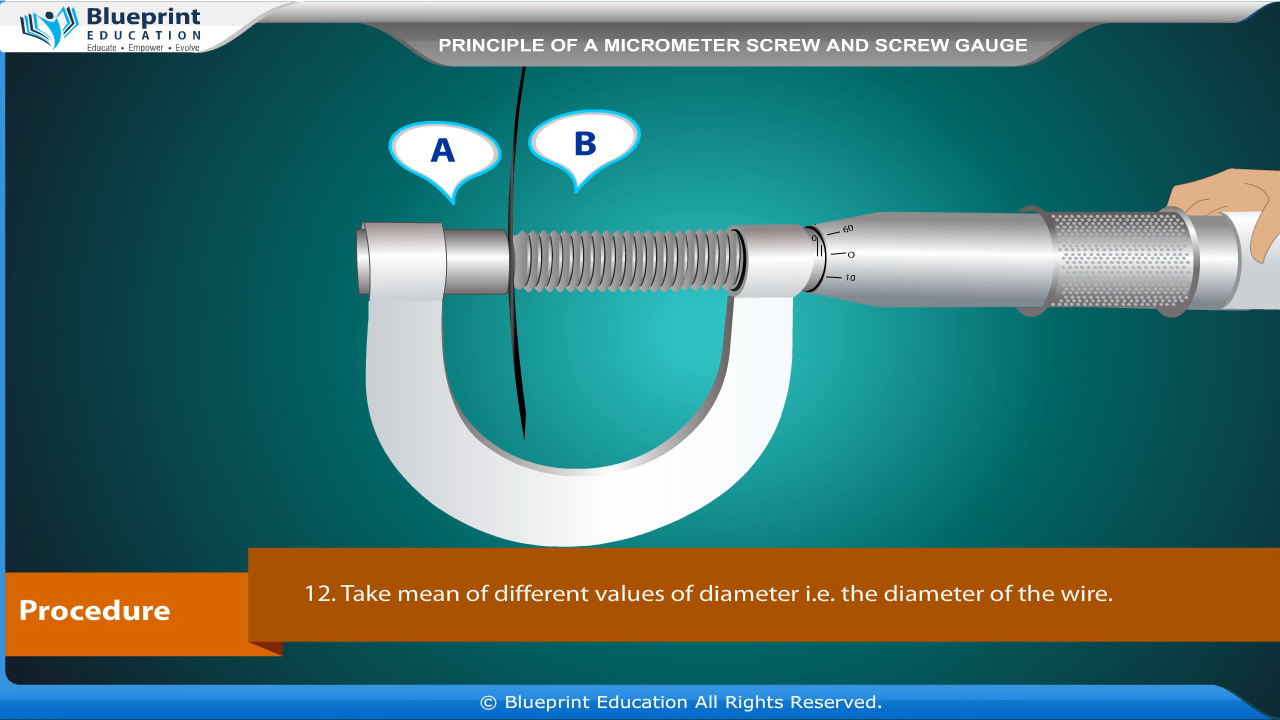 Blueprint
EDUCATION
Educate • Empower • Evolve
PRINCIPLE OF A MICROMETER SCREW AND SCREW GAUGE
A
B
60
0
O
10
Procedure
12. Take mean of different values of diameter i.e. the diameter of the wire.
© Blueprint Education All Rights Reserved.